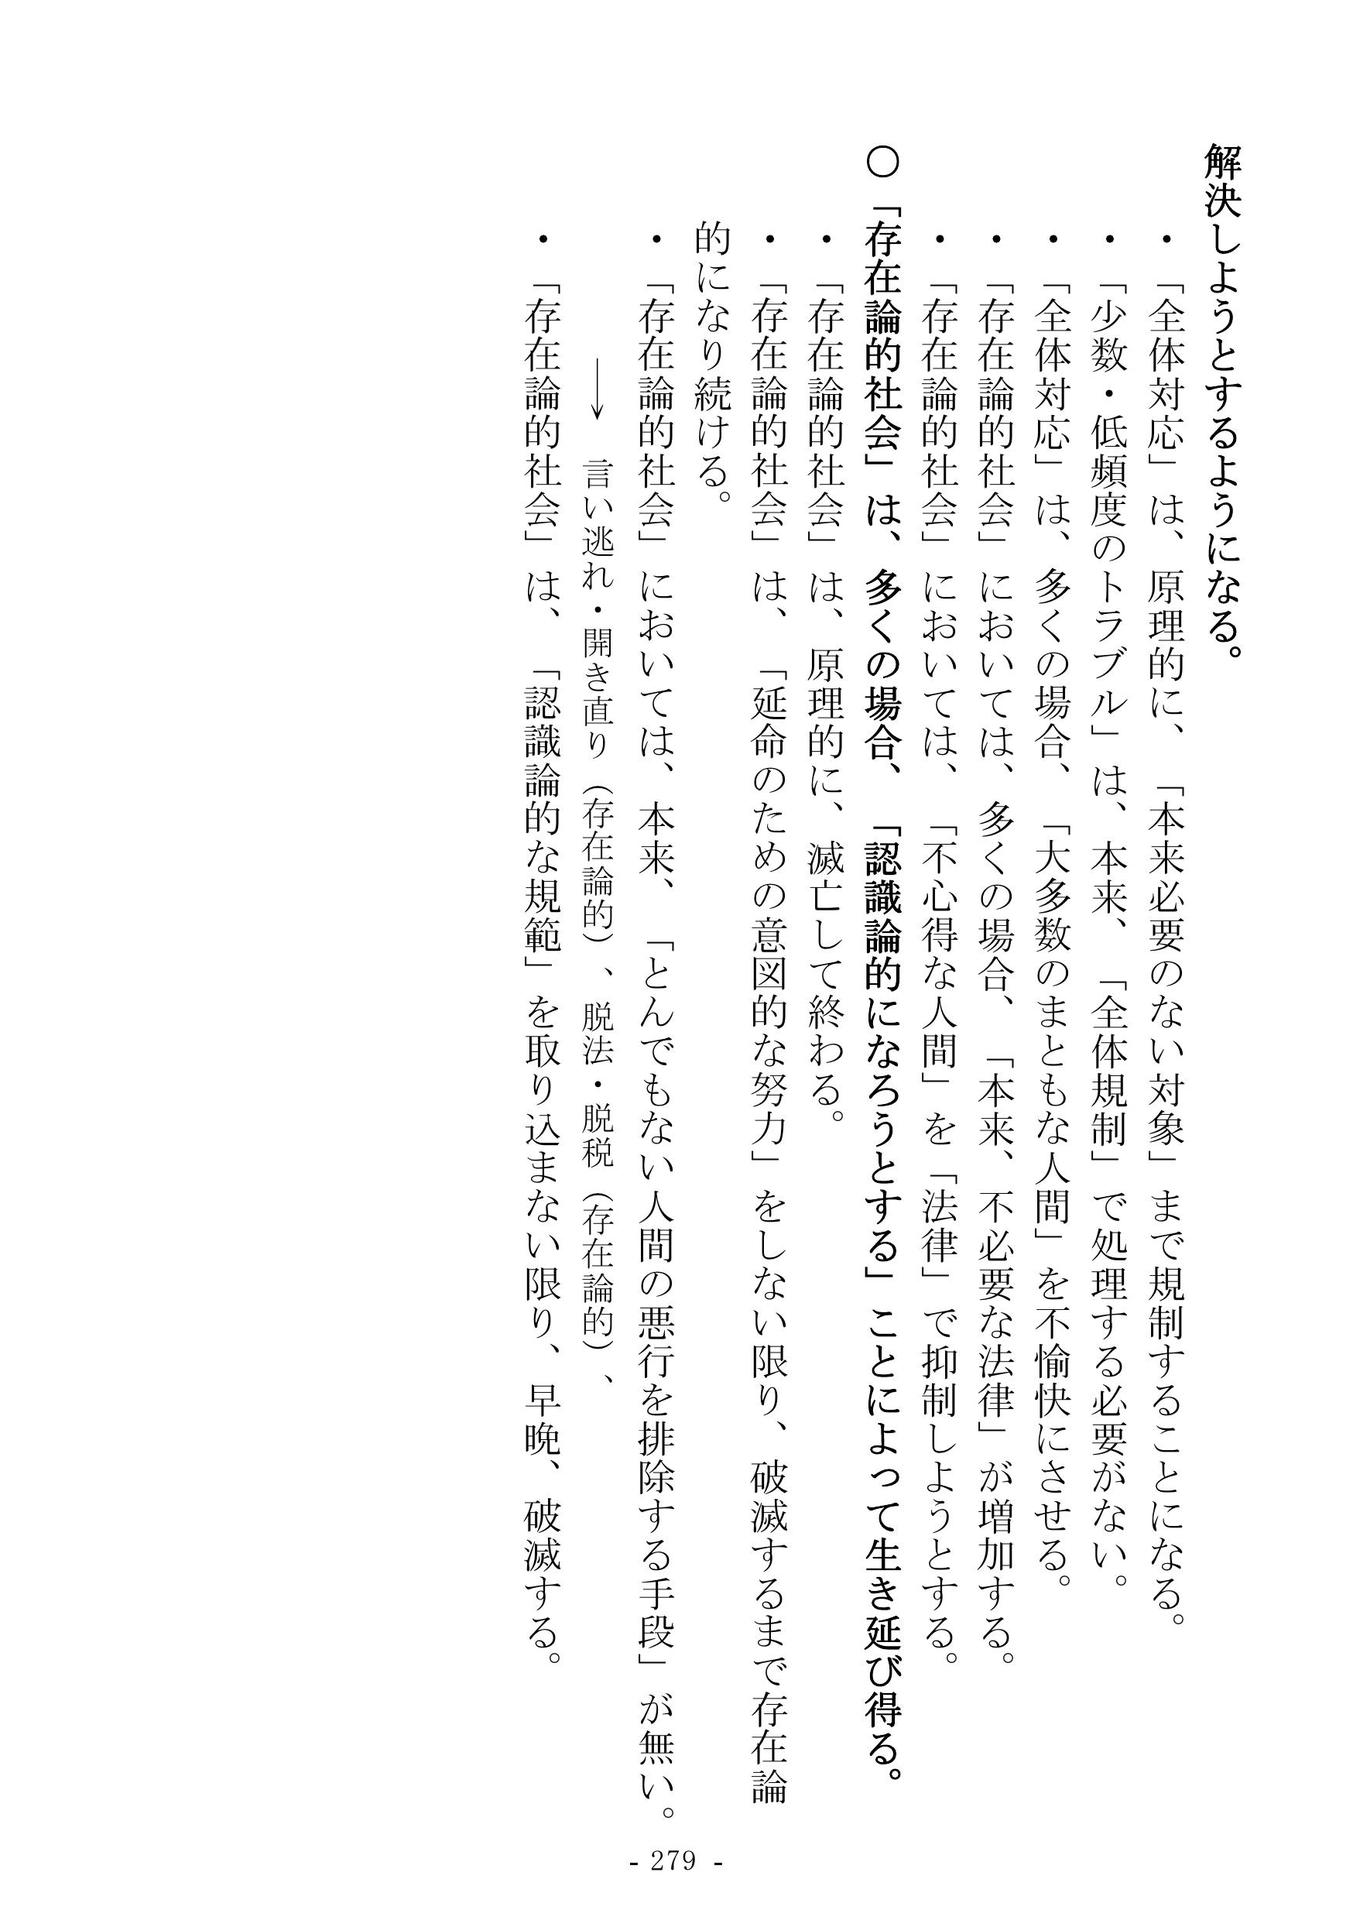 解決しようとするようになる。
・「全体対応」は、原理的に、「本来必要のない対象」まで規制することになる。
・「少数・低頻度のトラブル」は、本来、「全体規制」で処理する必要がない。
・「全体対応」は、多くの場合、「大多数のまともな人間」を不愉快にさせる。
・「存在論的社会」においては、多くの場合、「本来、不必要な法律」が増加する。
・「存在論的社会」においては、「不心得な人間」を「法律」で抑制しようとする。
○「存在論的社会」は、多くの場合、「認識論的になろうとする」ことによって生き延び得る。
・「存在論的社会」は、原理的に、滅亡して終わる。
・「存在論的社会」は、「延命のための意図的な努力」をしない限り、破滅するまで存在論
的になり続ける。
・「存在論的社会」においては、本来、「とんでもない人間の悪行を排除する手段」が無い。
→ 言い逃れ・開き直り（存在論的）、脱法・脱税（存在論的）、
・「存在論的社会」は、「認識論的な規範」を取り込まない限り、早晩、破滅する。
- 279 -